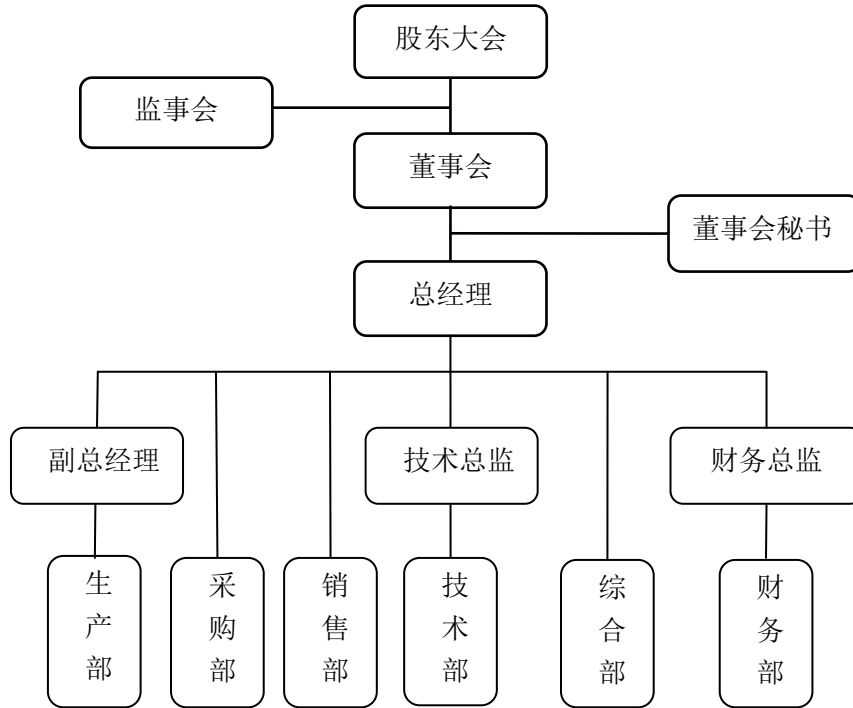 股东大会
监事会
董事会
董事会秘书
总经理
副总经理
技术总监
财务总监
生产部
采购部
销售部
技术部
综合部
财务部